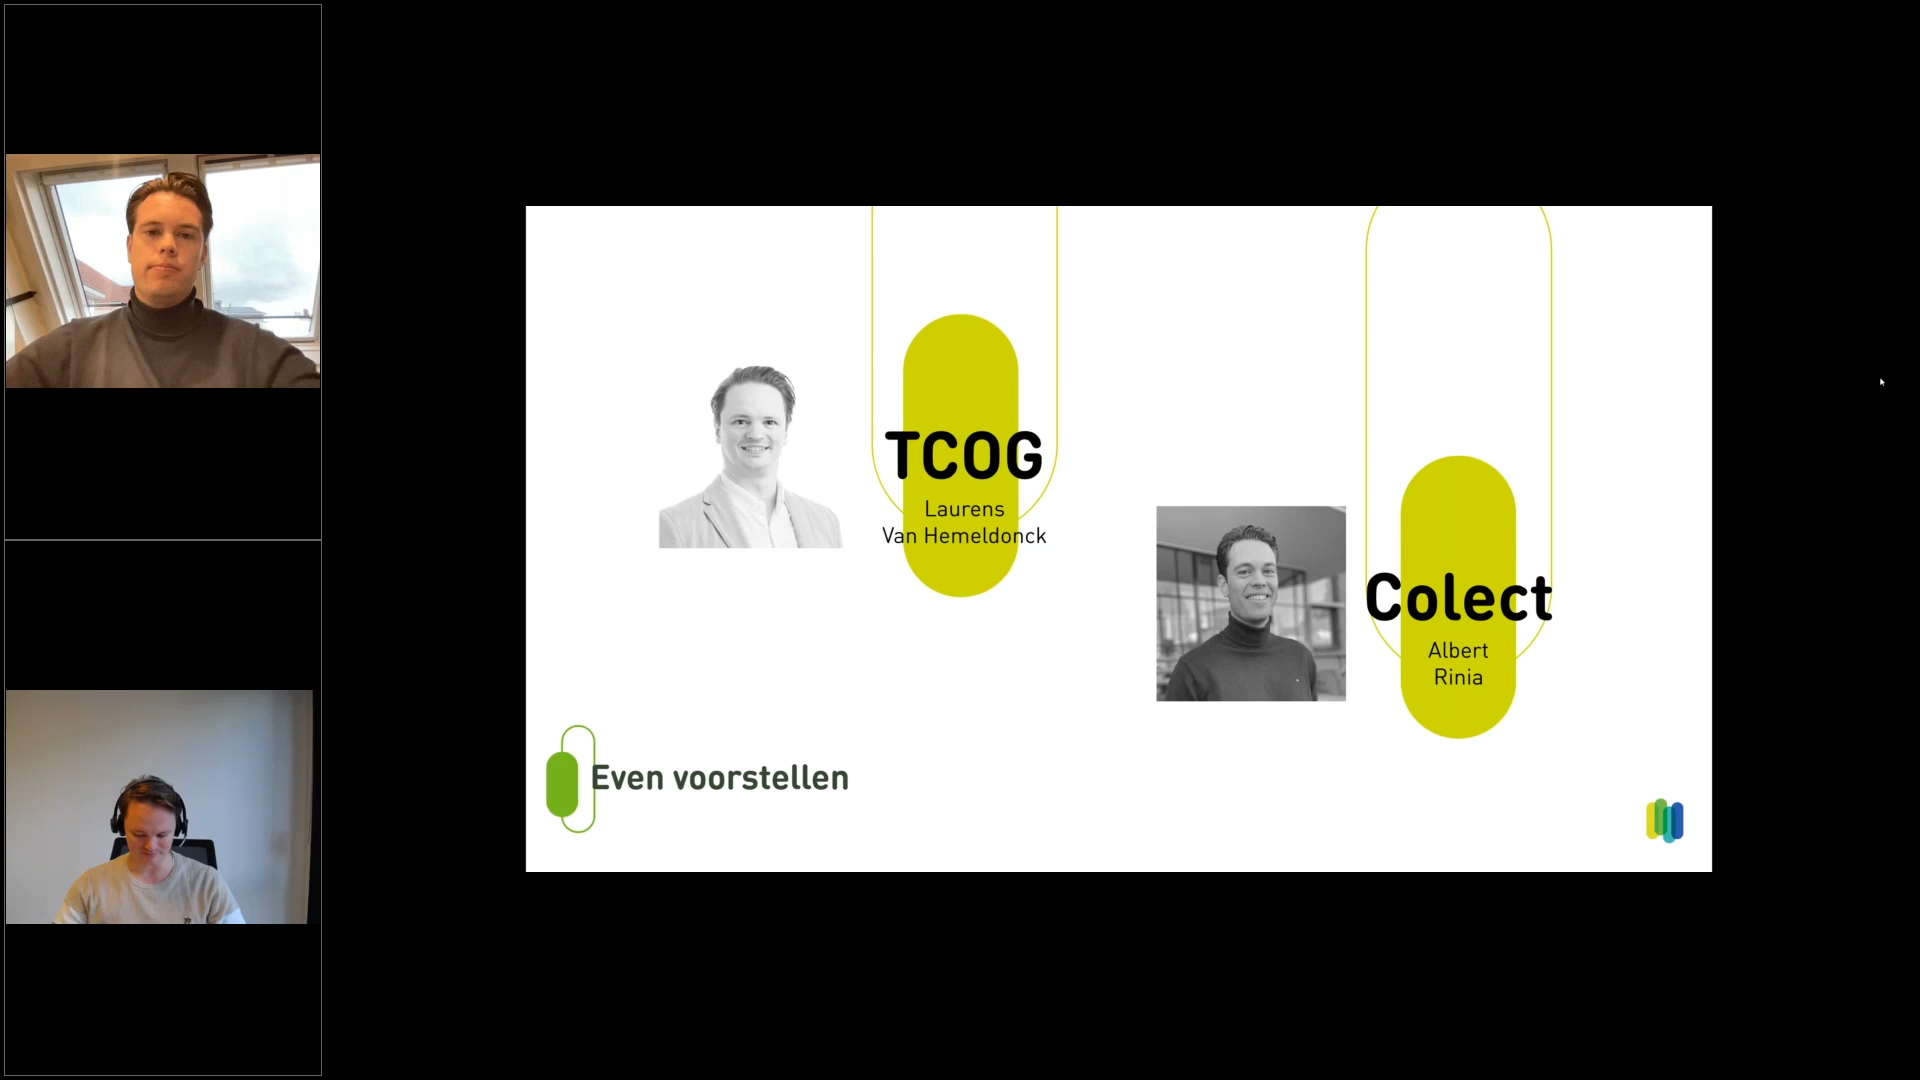 TCOG
Laurens
Van Hemeldonck
Colect
Albert
Rinia
Even voorstellen